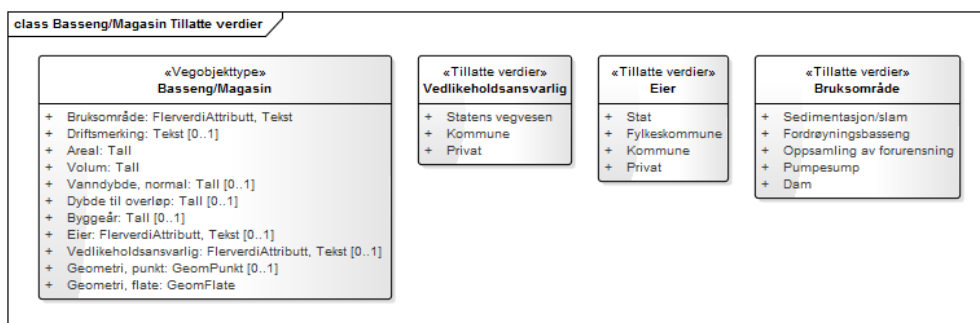 class Basseng/Magasin Tillatte verdier
«Vegobjekttype»
Basseng/Magasin
+ Bruksområde: FlerverdiAttributt, Tekst
+ Driftsmerking: Tekst [0..1]
+ Areal: Tall
+ Volum: Tall
+ Vanndybde, normal: Tall [0..1]
+ Dybde til overløp: Tall [0..1]
+ Byggeår: Tall [0..1]
+ Eier: FlerverdiAttributt, Tekst [0..1]
+ Vedlikeholdsansvarlig: FlerverdiAttributt, Tekst [0..1]
+ Geometri, punkt: GeomPunkt [0..1]
+ Geometri, flate: GeomFlate
«Tillatte verdier»
Vedlikeholdsansvarlig
+ Statens vegvesen
+ Kommune
+ Privat
«Tillatte verdier»
Eier
+ Stat
+ Fylkeskommune
+ Kommune
+ Privat
«Tillatte verdier»
Bruksområde
+ Sedimentasjon/slam
+ Fordrøyningsbasseng
+ Oppsamling av forurensning
+ Pumpesump
+ Dam